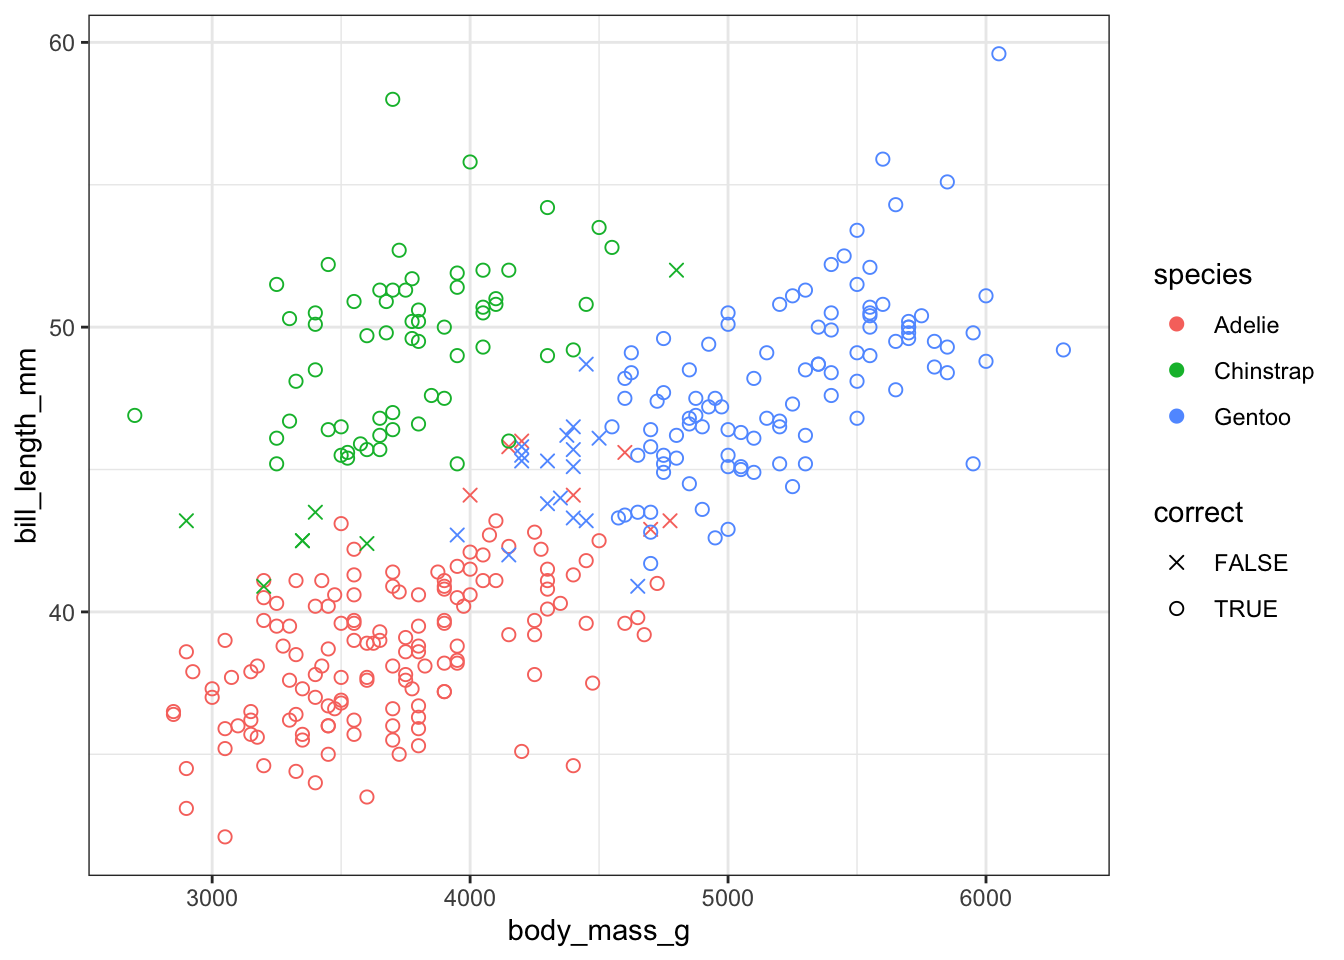 60
50
40
bill_length_mm
3000 4000 5000 6000
body_mass_g
species
Adelie
Chinstrap
Gentoo
correct
FALSE
TRUE